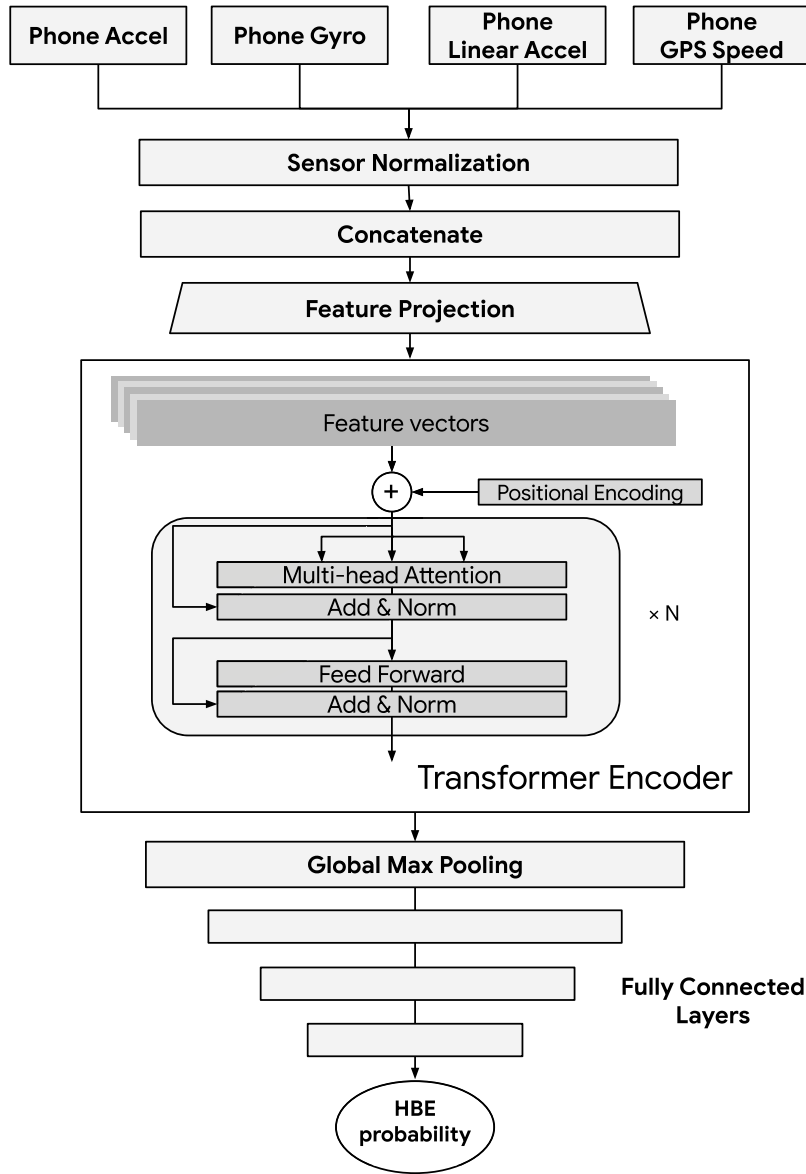 Phone Accel
Phone Gyro
Phone
Linear Accel
Phone
GPS Speed
Sensor Normalization
Concatenate
Feature Projection
Feature vectors
+
Positional Encoding
Multi-head Attention
Add & Norm
× N
Feed Forward
Add & Norm
Transformer Encoder
Global Max Pooling
Fully Connected
Layers
HBE
probability